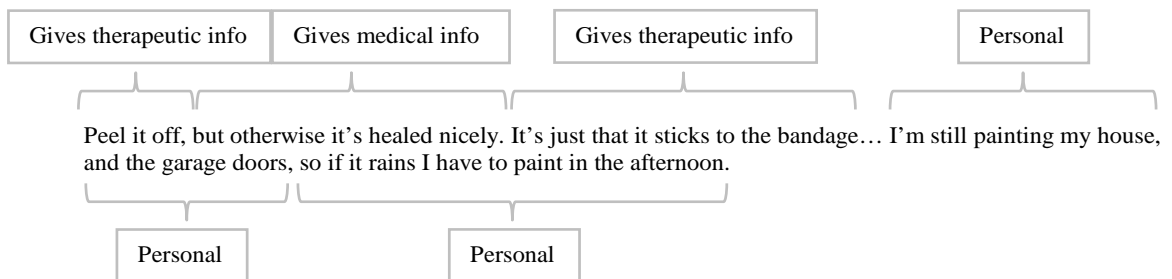 Gives therapeutic info Gives medical info Gives therapeutic info Personal
Peel it off, but otherwise it’s healed nicely. It’s just that it sticks to the bandage… I’m still painting my house,
and the garage doors, so if it rains I have to paint in the afternoon.
Personal Personal